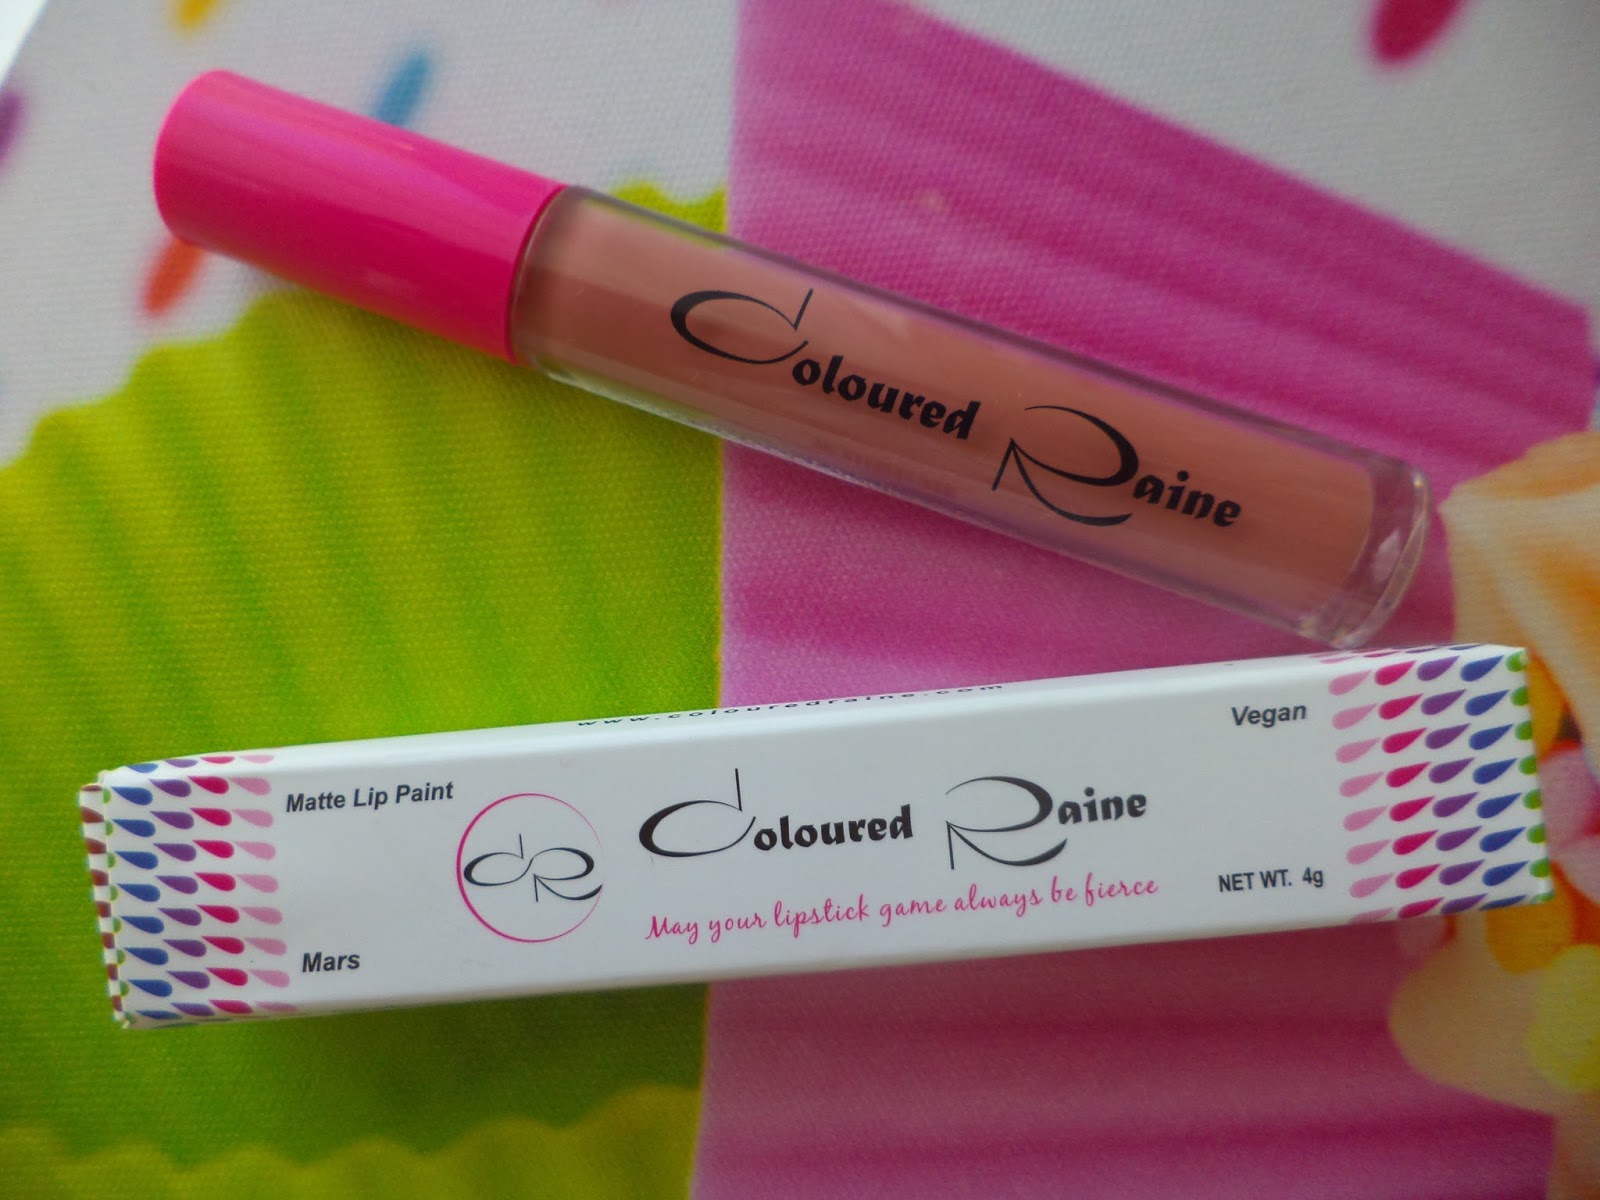 Coloured Raine
www.colouredraine.com
Matte Lip Paint
Vegan
CR
Coloured Raine
May your lipstick game always be fierce
NET WT. 4g
Mars